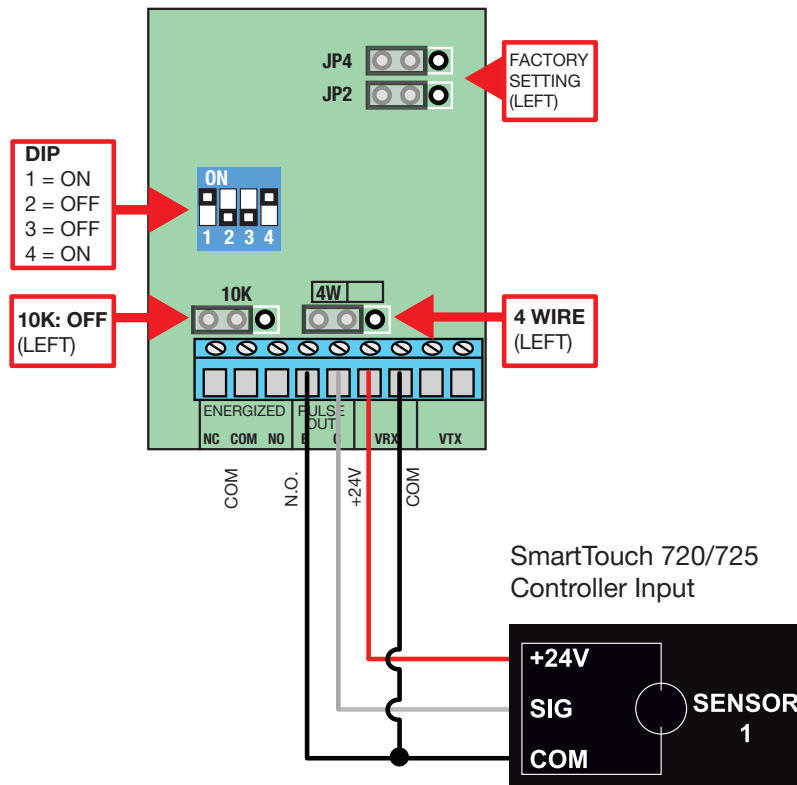 JP4
JP2
FACTORY
SETTING
(LEFT)
DIP
1 = ON
2 = OFF
3 = OFF
4 = ON
ON
1 2 3 4
10K
4W
10K: OFF
(LEFT)
4 WIRE
(LEFT)
ENERGIZED
PULSE
OUT
NC COM NO E C VRX VTX
COM
N.O.
+24V
COM
SmartTouch 720/725
Controller Input
+24V
SIG
COM
SENSOR
1